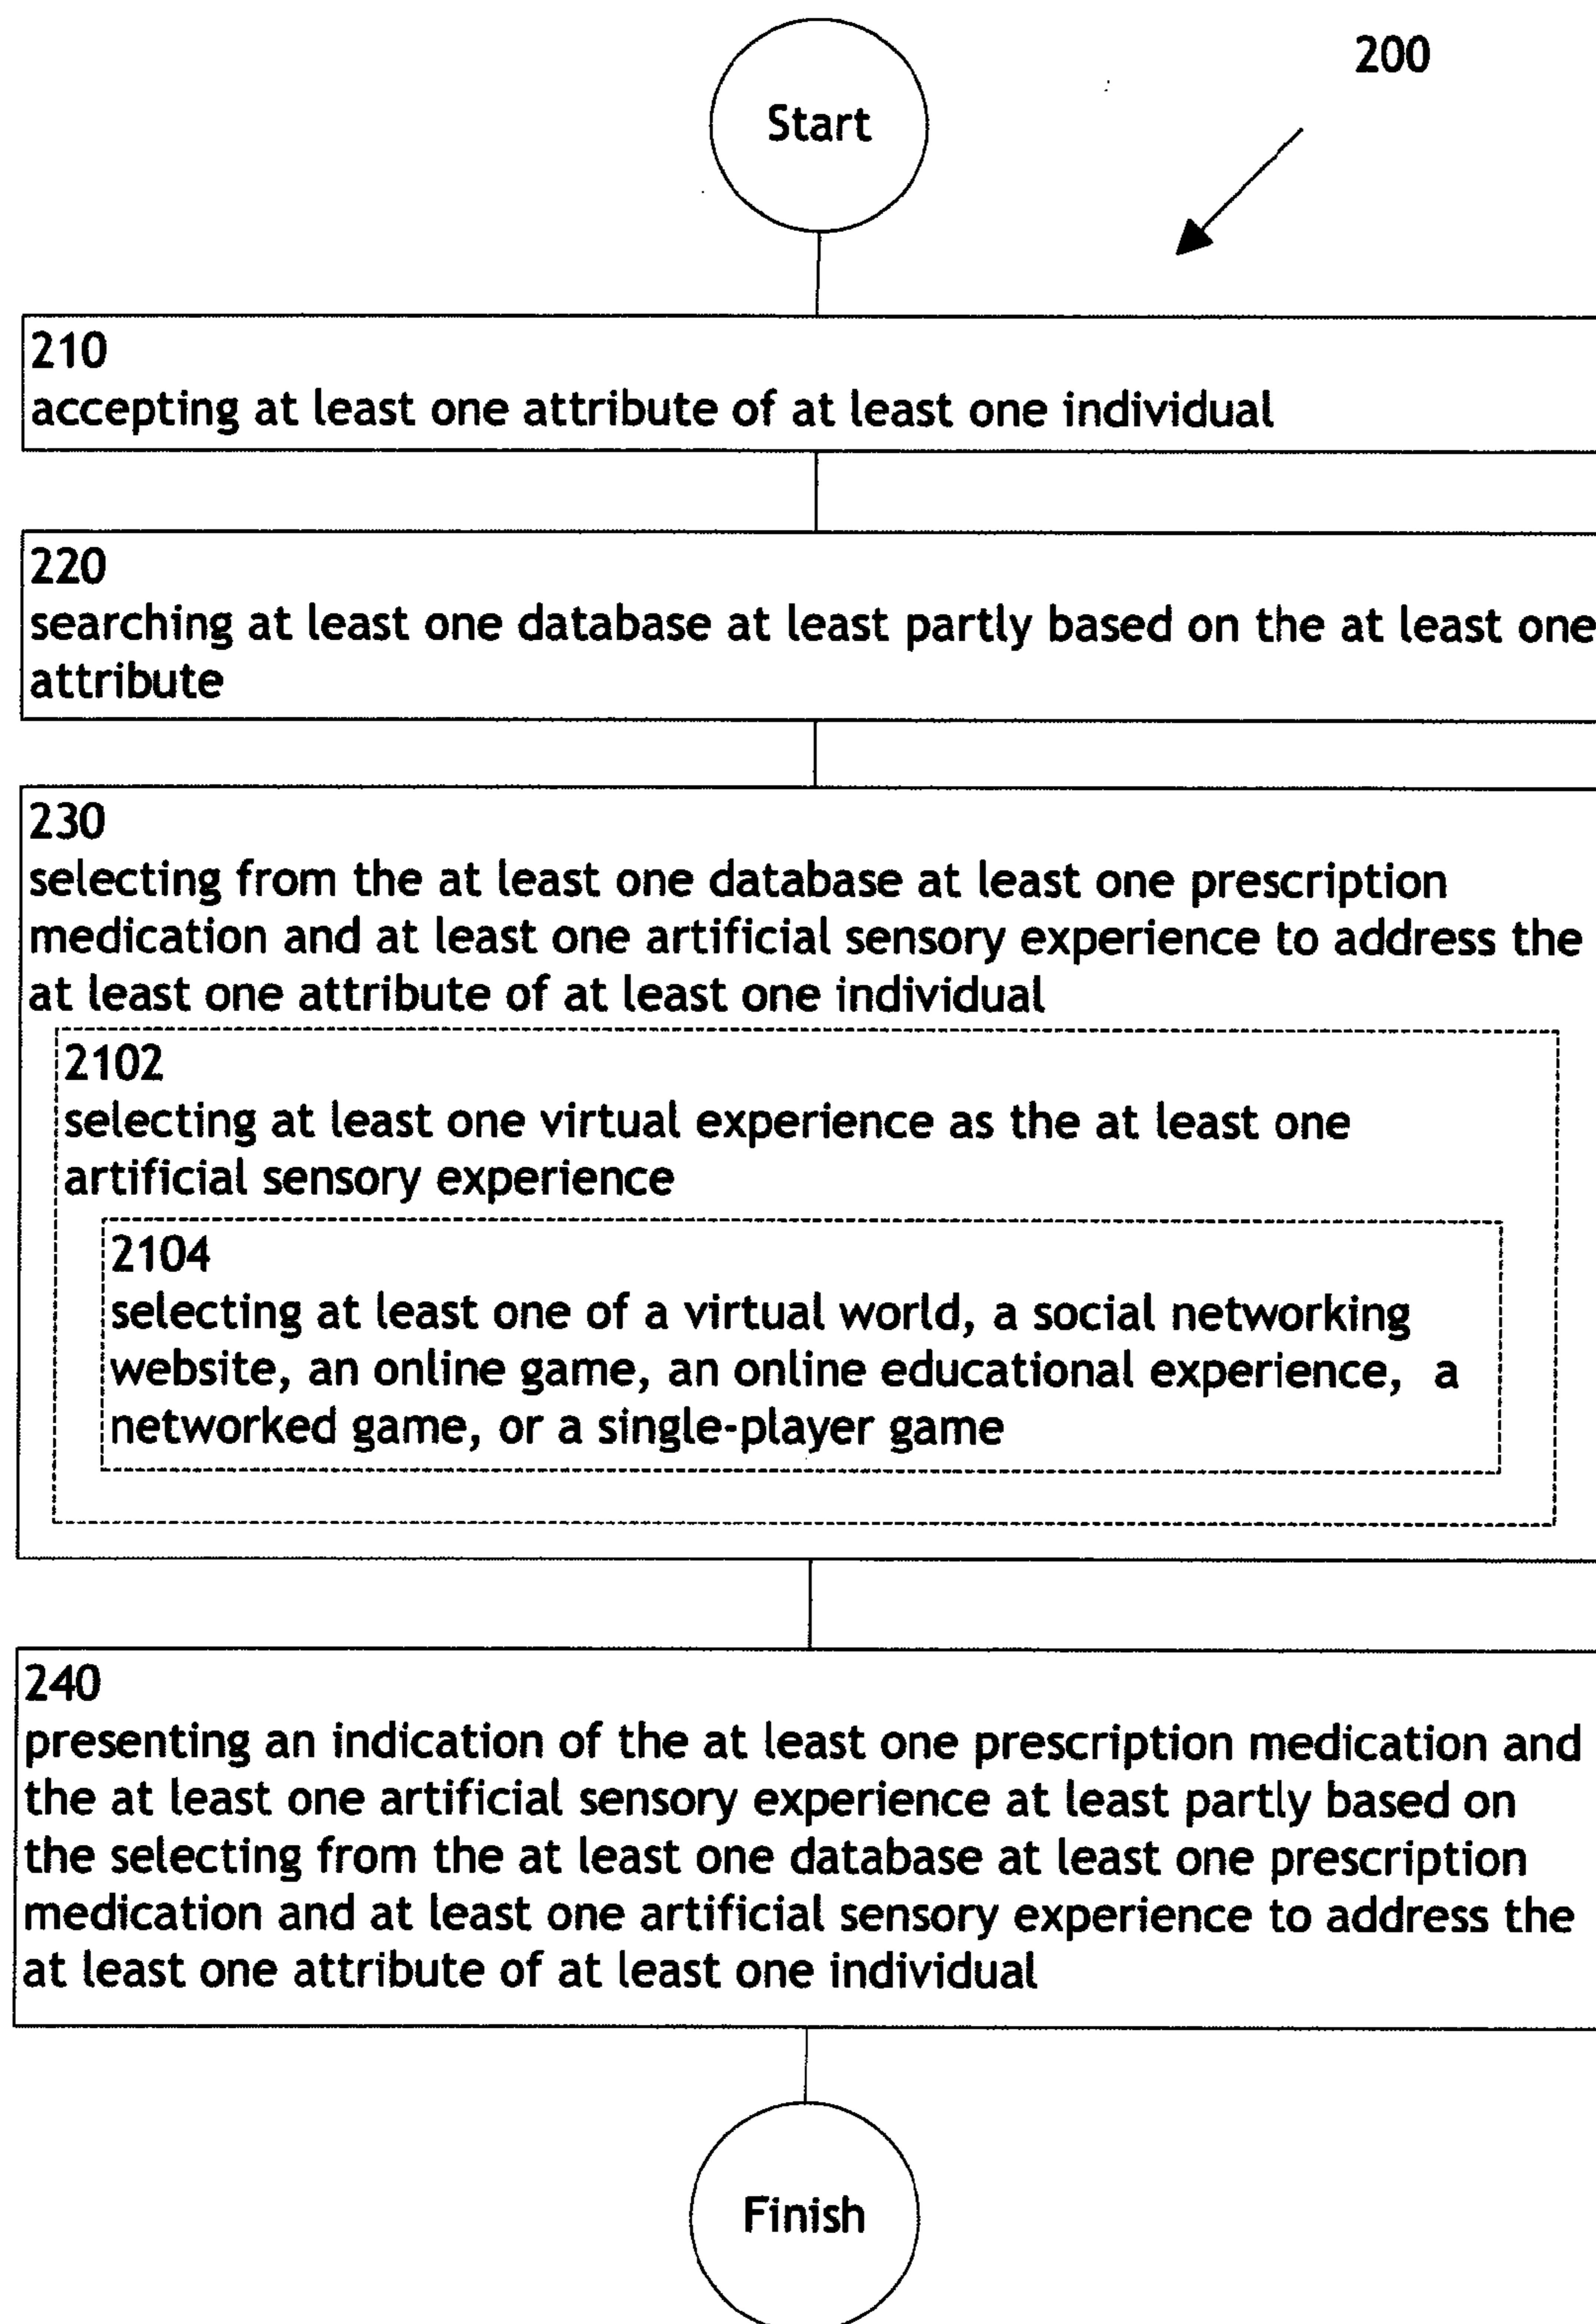 200
Start
210
accepting at least one attribute of at least one individual
220
searching at least one database at least partly based on the at least one
attribute
230
selecting from the at least one database at least one prescription
medication and at least one artificial sensory experience to address the
at least one attribute of at least one individual
2102
selecting at least one virtual experience as the at least one
artificial sensory experience
2104
selecting at least one of a virtual world, a social networking
website, an online game, an online educational experience,  a
networked game, or a single-player game
240
presenting an indication of the at least one prescription medication and
the at least one artificial sensory experience at least partly based on
the selecting from the at least one database at least one prescription
medication and at least one artificial sensory experience to address the
at least one attribute of at least one individual
Finish